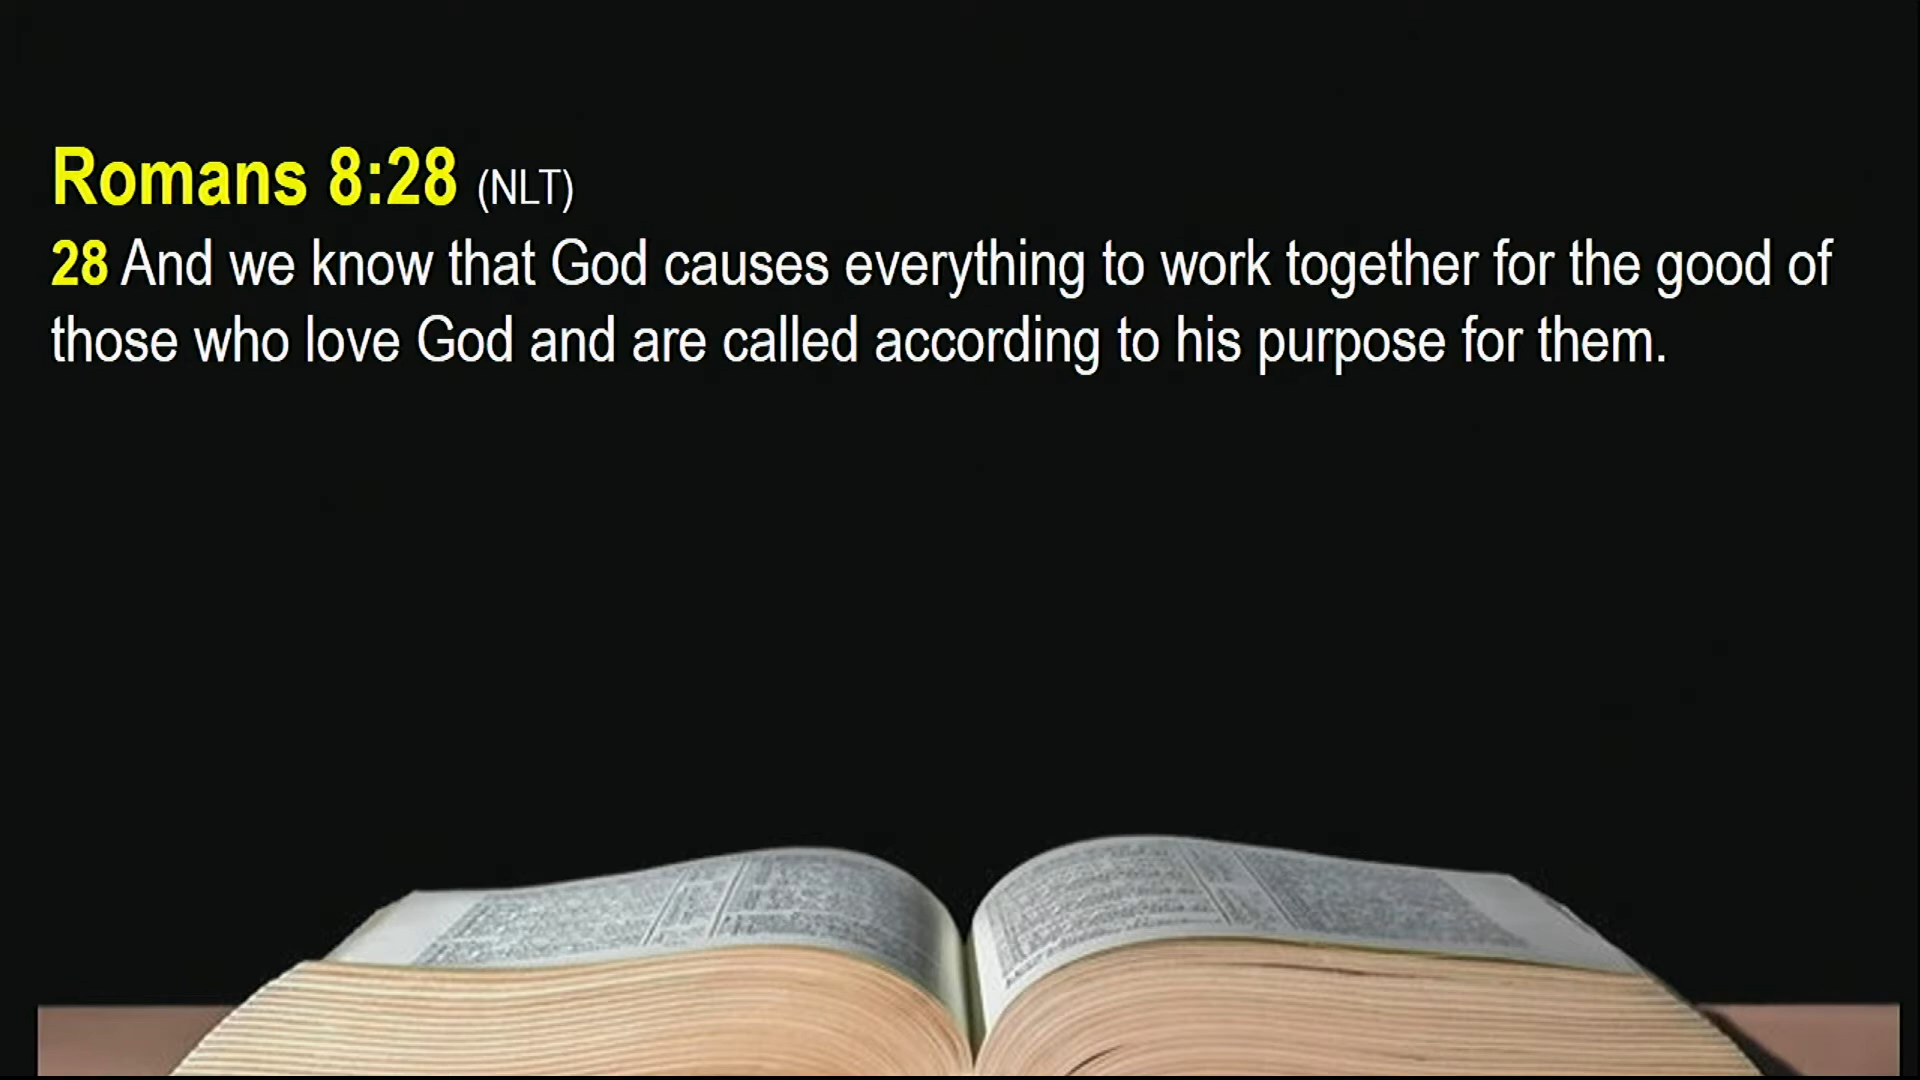 Romans 8:28 (NLT)
28 And we know that God causes everything to work together for the good of
those who love God and are called according to his purpose for them.